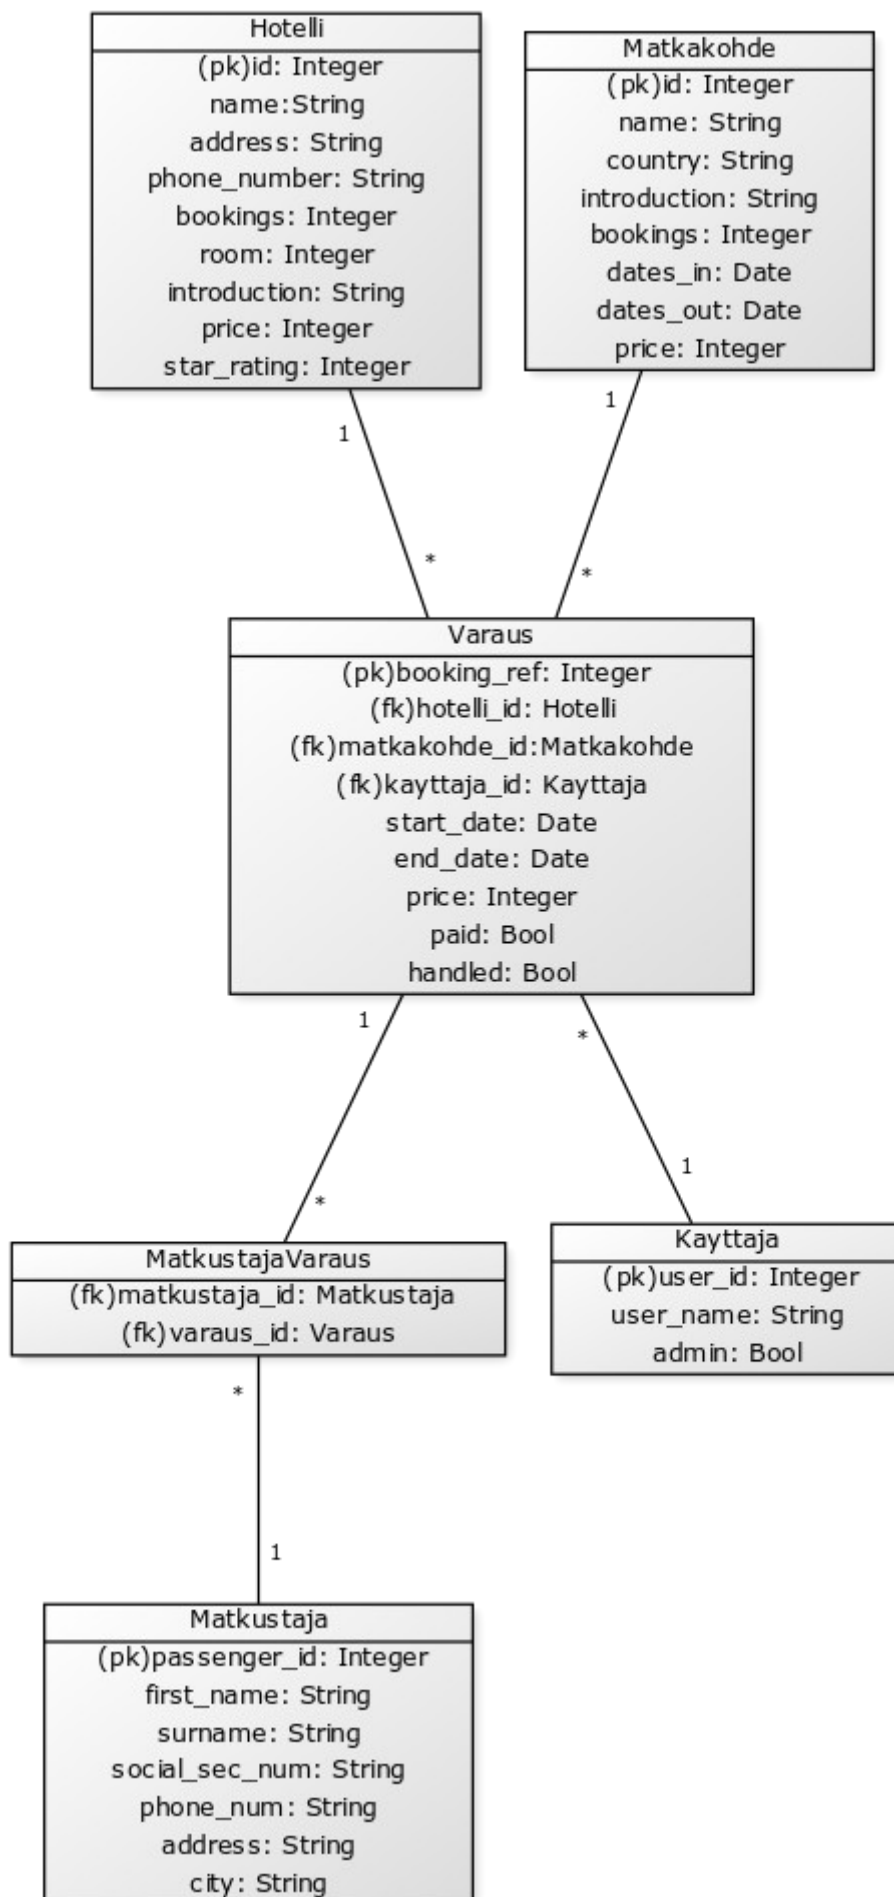 Hotelli
(pk)id: Integer
name:String
address: String
phone_number: String
bookings: Integer
room: Integer
introduction: String
price: Integer
star_rating: Integer
Matkakohde
(pk)id: Integer
name: String
country: String
introduction: String
bookings: Integer
dates_in: Date
dates_out: Date
price: Integer
1
1
*
*
Varaus
(pk)booking_ref: Integer
(fk)hotelli_id: Hotelli
(fk)matkakohde_id:Matkakohde
(fk)kayttaja_id: Kayttaja
start_date: Date
end_date: Date
price: Integer
paid: Bool
handled: Bool
1
*
*
1
MatkustajaVaraus
(fk)matkustaja_id: Matkustaja
(fk)varaus_id: Varaus
Kayttaja
(pk)user_id: Integer
user_name: String
admin: Bool
*
1
Matkustaja
(pk)passenger_id: Integer
first_name: String
surname: String
social_sec_num: String
phone_num: String
address: String
city: String